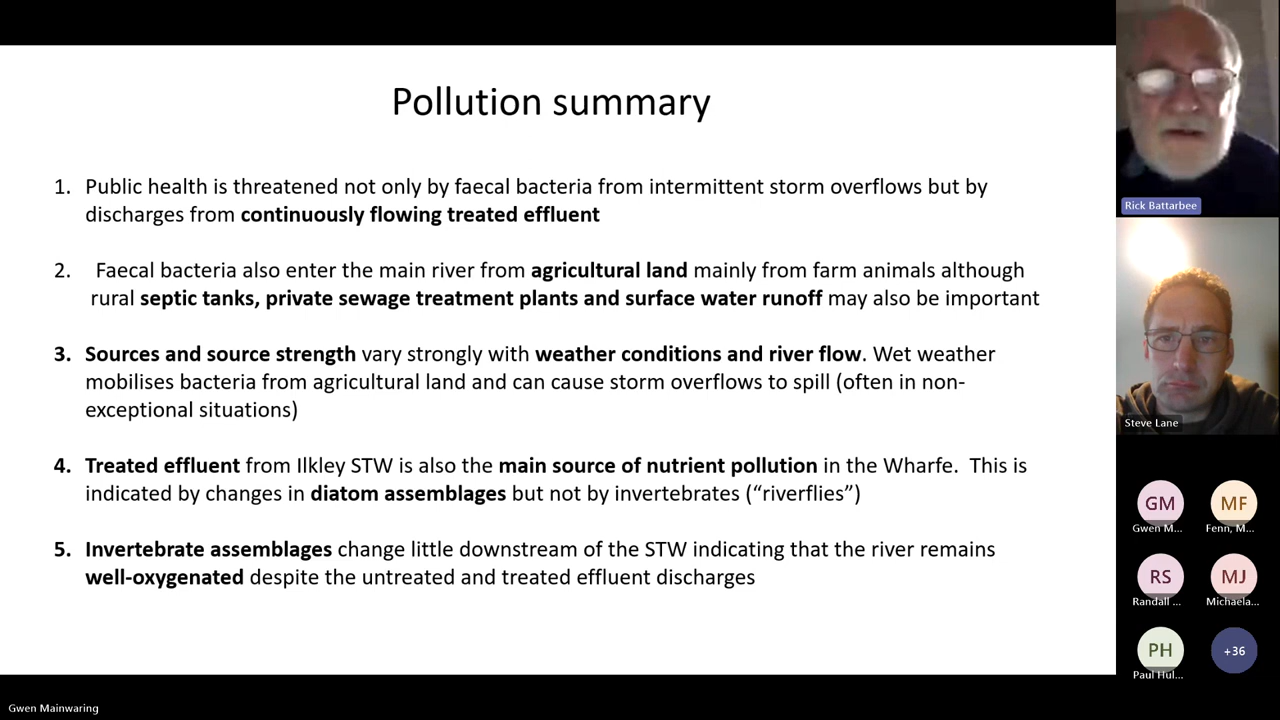 Pollution summary
1. Public health is threatened not only by faecal bacteria from intermittent storm overflows but by
discharges from continuously flowing treated effluent
2. Faecal bacteria also enter the main river from agricultural land mainly from farm animals although
rural septic tanks, private sewage treatment plants and surface water runoff may also be important
3. Sources and source strength vary strongly with weather conditions and river flow. Wet weather
mobilises bacteria from agricultural land and can cause storm overflows to spill (often in non-
exceptional situations)
4. Treated effluent from Ilkley STW is also the main source of nutrient pollution in the Wharfe. This is
indicated by changes in diatom assemblages but not by invertebrates (“riverflies”)
5. Invertebrate assemblages change little downstream of the STW indicating that the river remains
well-oxygenated despite the untreated and treated effluent discharges
Rick Battarbee
Steve Lane
GM
Gwen M...
MF
Fenn, M...
RS
Randall ...
MJ
Michaela...
PH
Paul Hul...
+36
Gwen Mainwaring